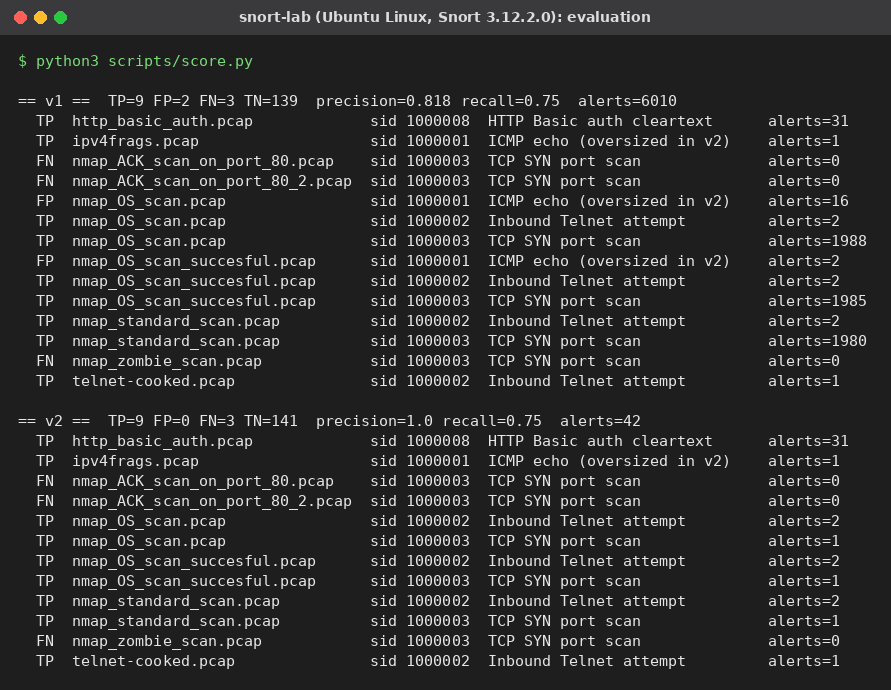 snort-lab (Ubuntu Linux, Snort 3.12.2.0): evaluation
$ python3 scripts/score.py
== v1 ==  TP=9 FP=2 FN=3 TN=139  precision=0.818 recall=0.75  alerts=6010
  TP  http_basic_auth.pcap             sid 1000008  HTTP Basic auth cleartext      alerts=31
  TP  ipv4frags.pcap                   sid 1000001  ICMP echo (oversized in v2)    alerts=1
  FN  nmap_ACK_scan_on_port_80.pcap    sid 1000003  TCP SYN port scan              alerts=0
  FN  nmap_ACK_scan_on_port_80_2.pcap  sid 1000003  TCP SYN port scan              alerts=0
  FP  nmap_OS_scan.pcap                sid 1000001  ICMP echo (oversized in v2)    alerts=16
  TP  nmap_OS_scan.pcap                sid 1000002  Inbound Telnet attempt         alerts=2
  TP  nmap_OS_scan.pcap                sid 1000003  TCP SYN port scan              alerts=1988
  FP  nmap_OS_scan_succesful.pcap      sid 1000001  ICMP echo (oversized in v2)    alerts=2
  TP  nmap_OS_scan_succesful.pcap      sid 1000002  Inbound Telnet attempt         alerts=2
  TP  nmap_OS_scan_succesful.pcap      sid 1000003  TCP SYN port scan              alerts=1985
  TP  nmap_standard_scan.pcap          sid 1000002  Inbound Telnet attempt         alerts=2
  TP  nmap_standard_scan.pcap          sid 1000003  TCP SYN port scan              alerts=1980
  FN  nmap_zombie_scan.pcap            sid 1000003  TCP SYN port scan              alerts=0
  TP  telnet-cooked.pcap               sid 1000002  Inbound Telnet attempt         alerts=1
== v2 ==  TP=9 FP=0 FN=3 TN=141  precision=1.0 recall=0.75  alerts=42
  TP  http_basic_auth.pcap             sid 1000008  HTTP Basic auth cleartext      alerts=31
  TP  ipv4frags.pcap                   sid 1000001  ICMP echo (oversized in v2)    alerts=1
  FN  nmap_ACK_scan_on_port_80.pcap    sid 1000003  TCP SYN port scan              alerts=0
  FN  nmap_ACK_scan_on_port_80_2.pcap  sid 1000003  TCP SYN port scan              alerts=0
  TP  nmap_OS_scan.pcap                sid 1000002  Inbound Telnet attempt         alerts=2
  TP  nmap_OS_scan.pcap                sid 1000003  TCP SYN port scan              alerts=1
  TP  nmap_OS_scan_succesful.pcap      sid 1000002  Inbound Telnet attempt         alerts=2
  TP  nmap_OS_scan_succesful.pcap      sid 1000003  TCP SYN port scan              alerts=1
  TP  nmap_standard_scan.pcap          sid 1000002  Inbound Telnet attempt         alerts=2
  TP  nmap_standard_scan.pcap          sid 1000003  TCP SYN port scan              alerts=1
  FN  nmap_zombie_scan.pcap            sid 1000003  TCP SYN port scan              alerts=0
  TP  telnet-cooked.pcap               sid 1000002  Inbound Telnet attempt         alerts=1